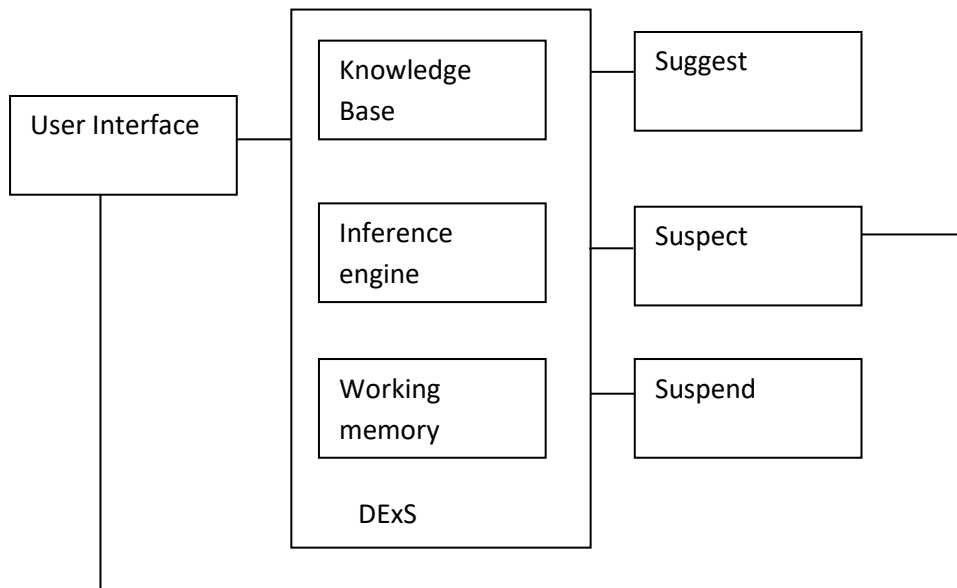 User Interface
Knowledge
Base
Inference
engine
Working
memory
DExS
Suggest
Suspect
Suspend